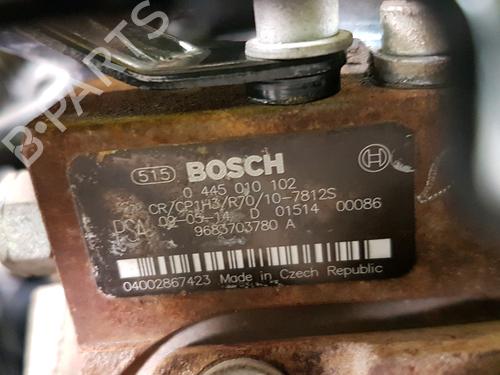 515 BOSCH
0 445 010 102
CR/CP1H3/R70/10-7812S
PSA 02-05-14 D 01514 00086
9683703780 A
04002867423 Made in Czech Republic
B-PARTS